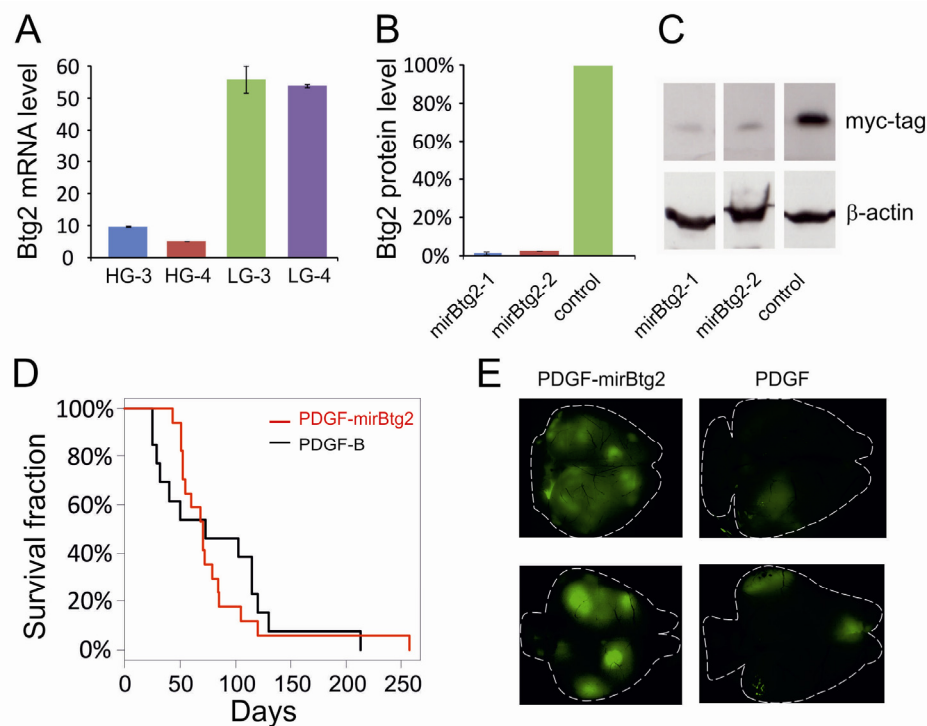 A
Btg2 mRNA level
60
50
40
30
20
10
0
HG-3 HG-4 LG-3 LG-4
B
Btg2 protein level
100%
80%
60%
40%
20%
0%
mirBtg2-1
mirBtg2-2
control
C
myc-tag
β-actin
mirBtg2-1
mirBtg2-2
control
D
Survival fraction
100%
80%
60%
40%
20%
0%
PDGF-mirBtg2
PDGF-B
0 50 100 150 200 250
Days
E
PDGF-mirBtg2 PDGF